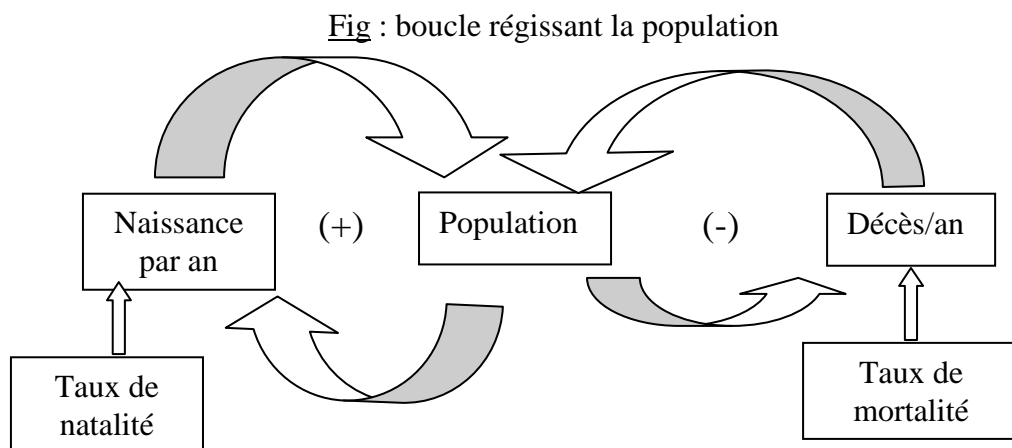 Fig : boucle régissant la population
Naissance
par an
(+)
Population
(-)
Décès/an
Taux de
natalité
Taux de
mortalité